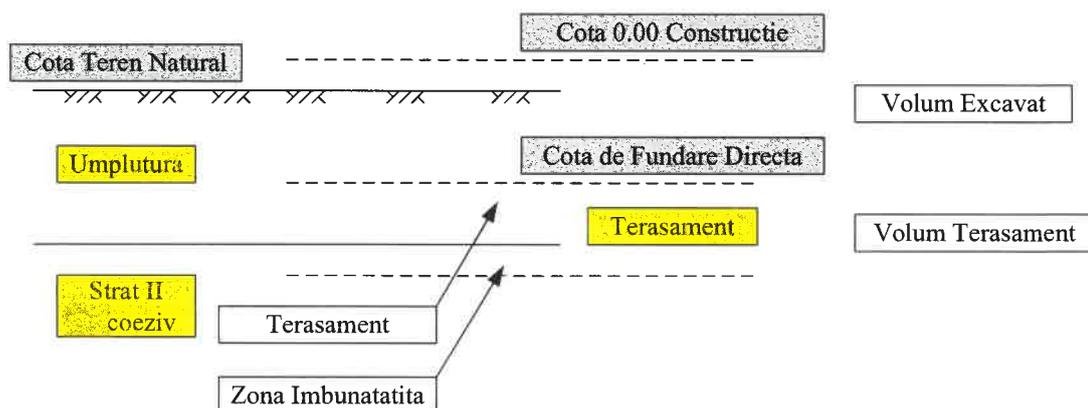 Cota 0.00 Constructie
Cota Teren Natural
Volum Excavat
Umplutura
Cota de Fundare Directa
Terasament
Volum Terasament
Strat II
coeziv
Terasament
Zona Imbunatatita